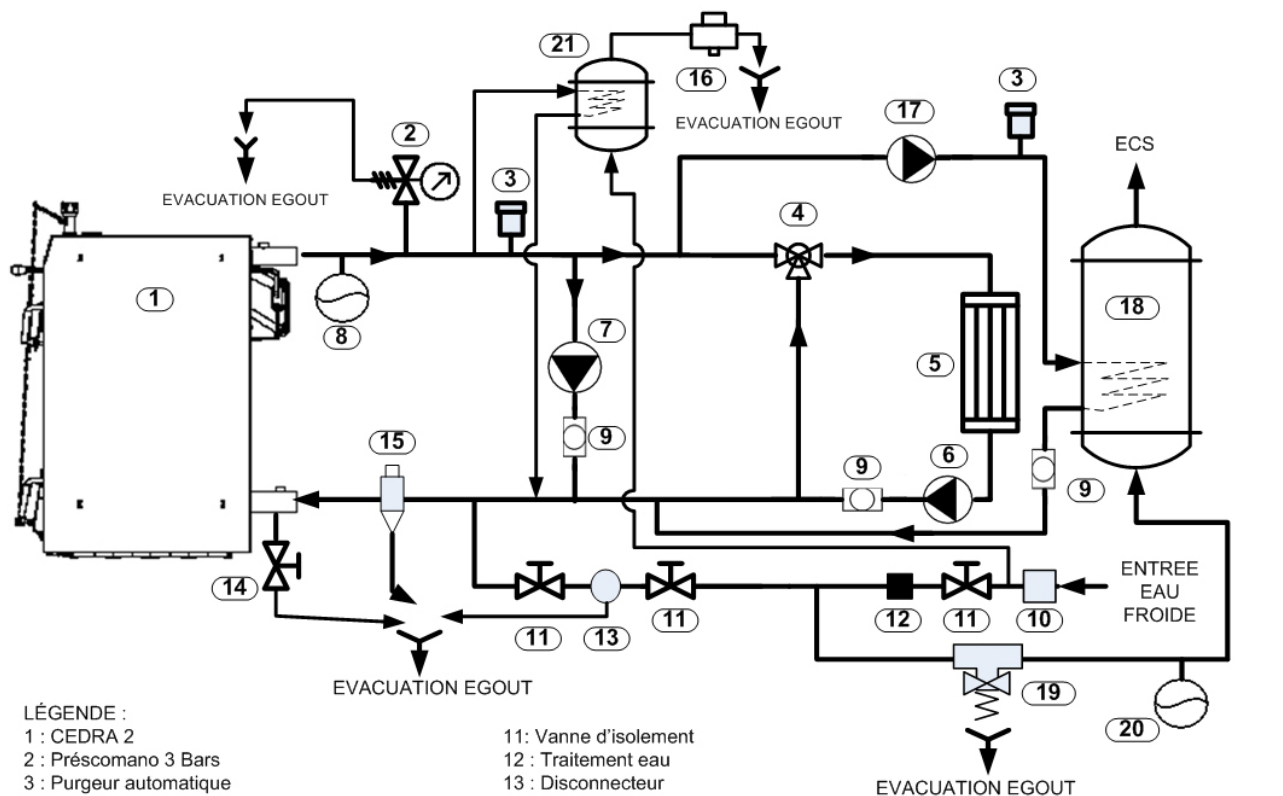 21
16
3
17
EVACUATION EGOUT
2
ECS
EVACUATION EGOUT
3
4
1
18
8
7
5
15
9
9
6
9
14
ENTREE
EAU
FROIDE
11
13
11
12
11
10
EVACUATION EGOUT
19
20
LÉGENDE :
1 : CEDRA 2
2 : Préscomano 3 Bars
3 : Purgeur automatique
11: Vanne d'isolement
12 : Traitement eau
13 : Disconnecteur
EVACUATION EGOUT